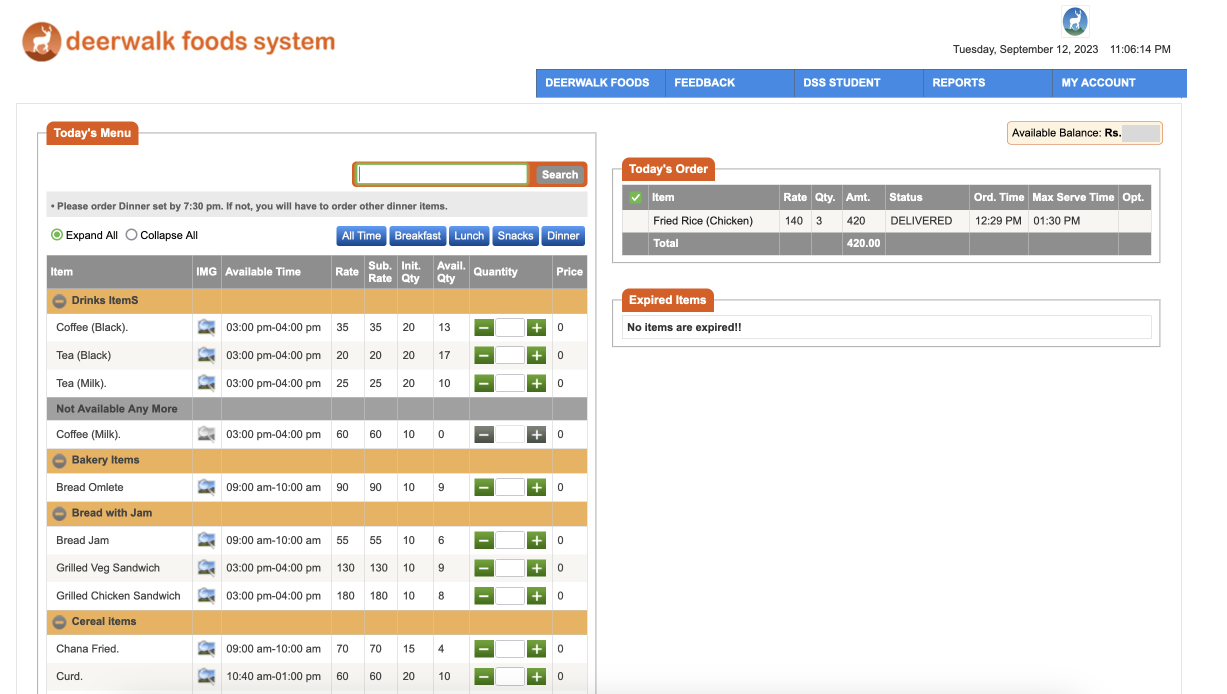 deerwalk foods system
Tuesday, September 12, 2023 11:06:14 PM
DEERWALK FOODS FEEDBACK DSS STUDENT REPORTS MY ACCOUNT
Available Balance: Rs.
Today's Menu
Search
• Please order Dinner set by 7:30 pm. If not, you will have to order other dinner items.
Expand All Collapse All
All Time Breakfast Lunch Snacks Dinner
Item IMG Available Time Rate Sub. Rate Init. Qty Avail. Qty Quantity Price
Drinks ItemS
Coffee (Black). 03:00 pm-04:00 pm 35 35 20 13 0
Tea (Black) 03:00 pm-04:00 pm 20 20 20 17 0
Tea (Milk). 03:00 pm-04:00 pm 25 25 20 10 0
Not Available Any More
Coffee (Milk). 03:00 pm-04:00 pm 60 60 10 0 0
Bakery Items
Bread Omlete 09:00 am-10:00 am 90 90 10 9 0
Bread with Jam
Bread Jam 09:00 am-10:00 am 55 55 10 6 0
Grilled Veg Sandwich 03:00 pm-04:00 pm 130 130 10 9 0
Grilled Chicken Sandwich 03:00 pm-04:00 pm 180 180 10 8 0
Cereal items
Chana Fried. 09:00 am-10:00 am 70 70 15 4 0
Curd. 10:40 am-01:00 pm 60 60 20 10 0
Today's Order
Item Rate Qty. Amt. Status Ord. Time Max Serve Time Opt.
Fried Rice (Chicken) 140 3 420 DELIVERED 12:29 PM 01:30 PM
Total 420.00
Expired Items
No items are expired!!